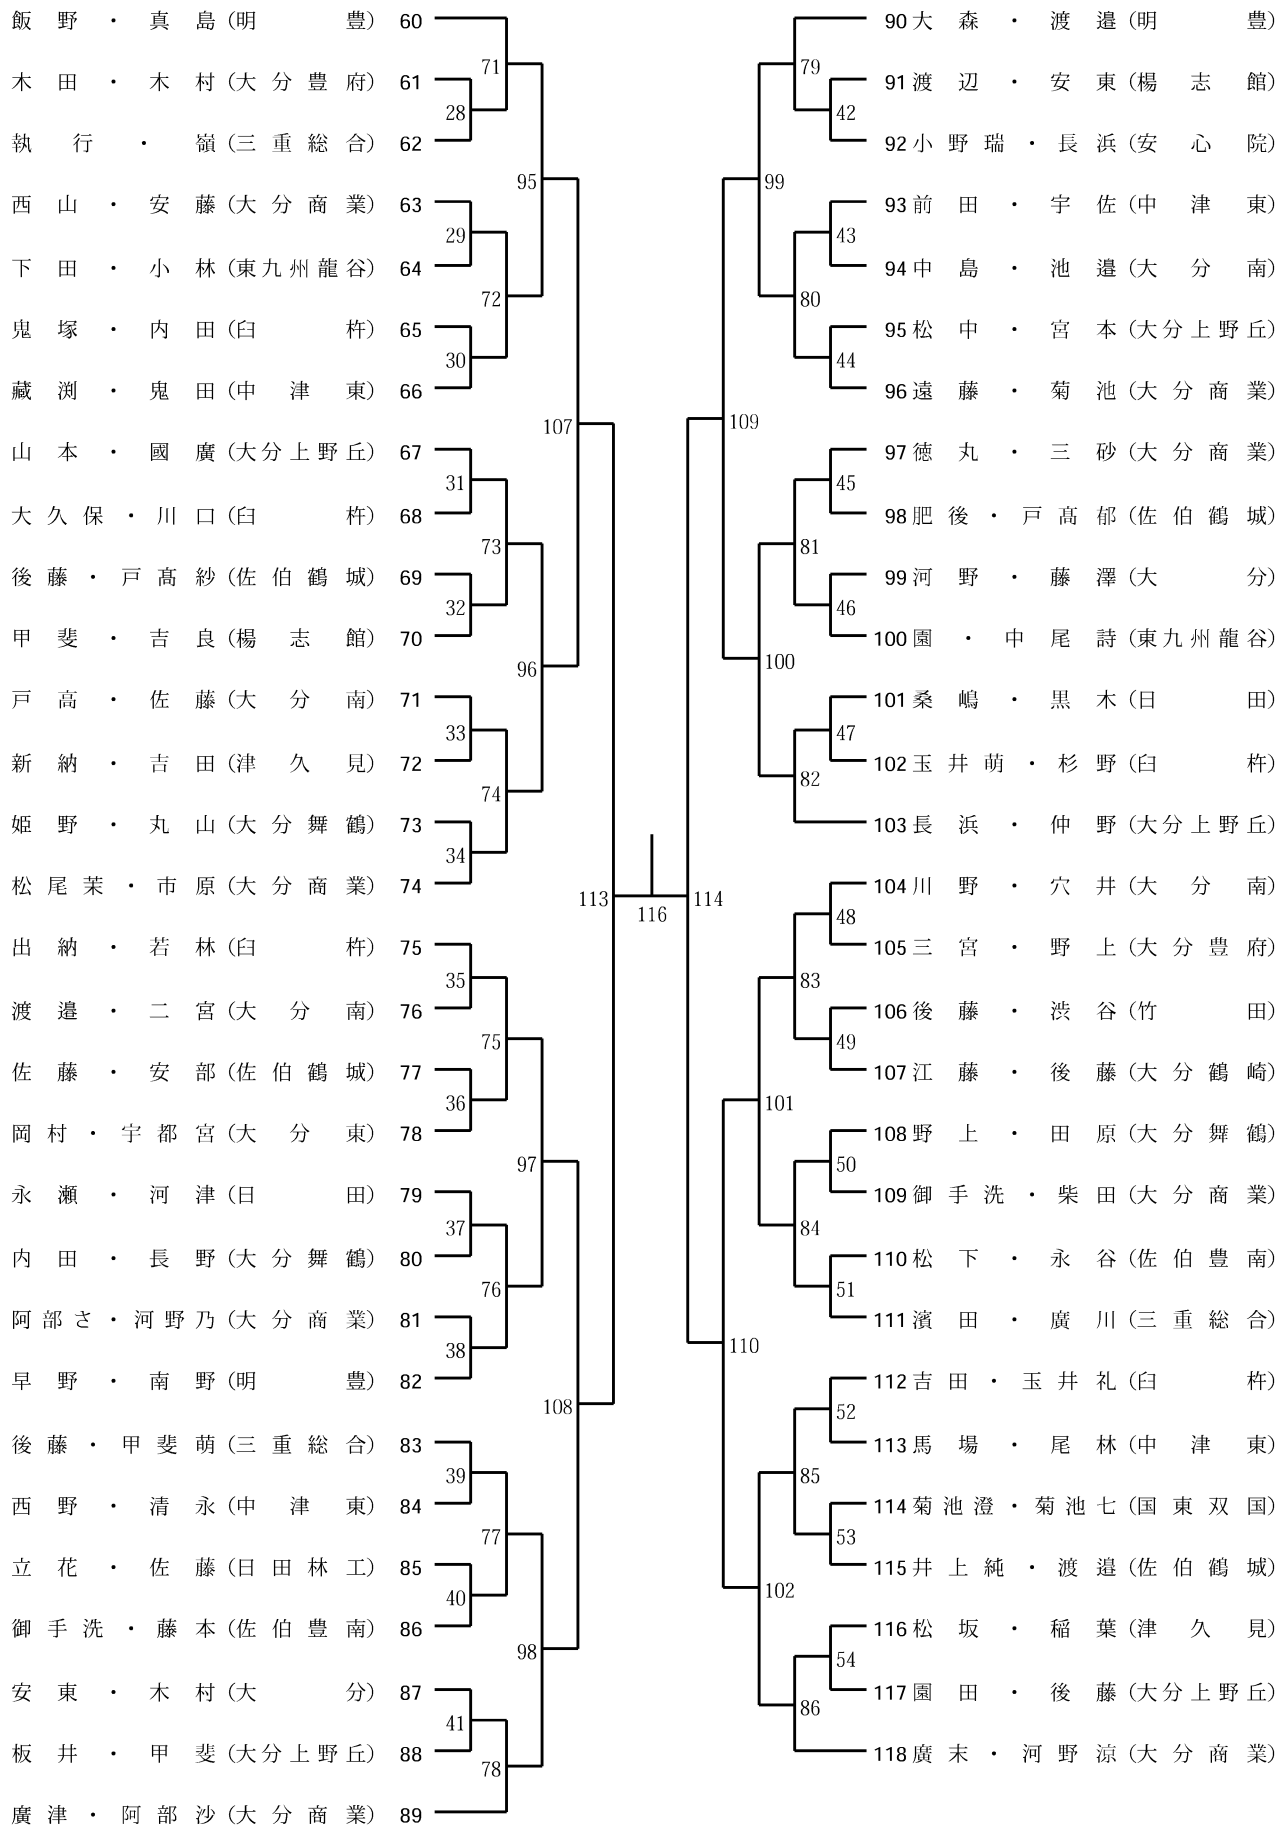 飯野・真島(明豊) 60
木田・木村(大分豊府) 61
執行・嶺(三重総合) 62
西山・安藤(大分商業) 63
下田・小林(東九州龍谷) 64
鬼塚・内田(臼杵) 65
藏渕・鬼田(中津東) 66
山本・國廣(大分上野丘) 67
大久保・川口(臼杵) 68
後藤・戸髙紗(佐伯鶴城) 69
甲斐・吉良(楊志館) 70
戸高・佐藤(大分南) 71
新納・吉田(津久見) 72
姫野・丸山(大分舞鶴) 73
松尾茉・市原(大分商業) 74
出納・若林(臼杵) 75
渡邉・二宮(大分南) 76
佐藤・安部(佐伯鶴城) 77
岡村・宇都宮(大分東) 78
永瀬・河津(日田) 79
内田・長野(大分舞鶴) 80
阿部さ・河野乃(大分商業) 81
早野・南野(明豊) 82
後藤・甲斐萌(三重総合) 83
西野・清永(中津東) 84
立花・佐藤(日田林工) 85
御手洗・藤本(佐伯豊南) 86
安東・木村(大分) 87
板井・甲斐(大分上野丘) 88
廣津・阿部沙(大分商業) 89
28
29
30
31
32
33
34
35
36
37
38
39
40
41
71
72
73
74
75
76
77
78
95
96
97
98
107
108
113
116
114
109
110
99
100
101
102
79
80
81
82
83
84
85
86
42
43
44
45
46
47
48
49
50
51
52
53
54
90 大森・渡邉(明豊)
91 渡辺・安東(楊志館)
92 小野瑞・長浜(安心院)
93 前田・宇佐(中津東)
94 中島・池邉(大分南)
95 松中・宮本(大分上野丘)
96 遠藤・菊池(大分商業)
97 徳丸・三砂(大分商業)
98 肥後・戸髙郁(佐伯鶴城)
99 河野・藤澤(大分)
100 園・中尾詩(東九州龍谷)
101 桑嶋・黒木(日田)
102 玉井萌・杉野(臼杵)
103 長浜・仲野(大分上野丘)
104 川野・穴井(大分南)
105 三宮・野上(大分豊府)
106 後藤・渋谷(竹田)
107 江藤・後藤(大分鶴崎)
108 野上・田原(大分舞鶴)
109 御手洗・柴田(大分商業)
110 松下・永谷(佐伯豊南)
111 濱田・廣川(三重総合)
112 吉田・玉井礼(臼杵)
113 馬場・尾林(中津東)
114 菊池澄・菊池七(国東双国)
115 井上純・渡邉(佐伯鶴城)
116 松坂・稲葉(津久見)
117 園田・後藤(大分上野丘)
118 廣末・河野涼(大分商業)